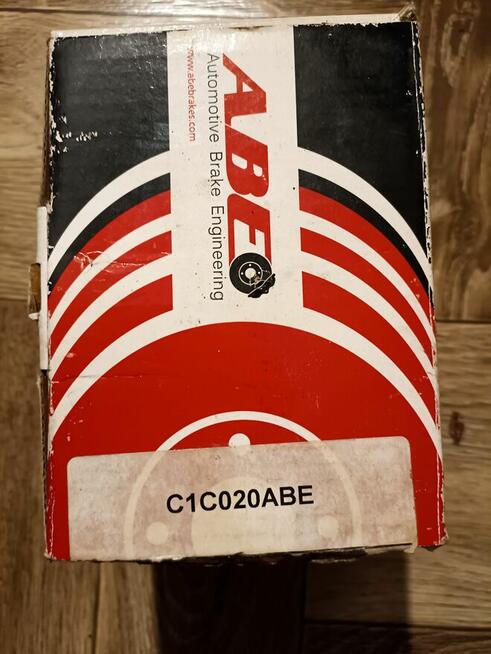 ABE
Automotive Brake Engineering
www.abebrakes.com
C1C020ABE